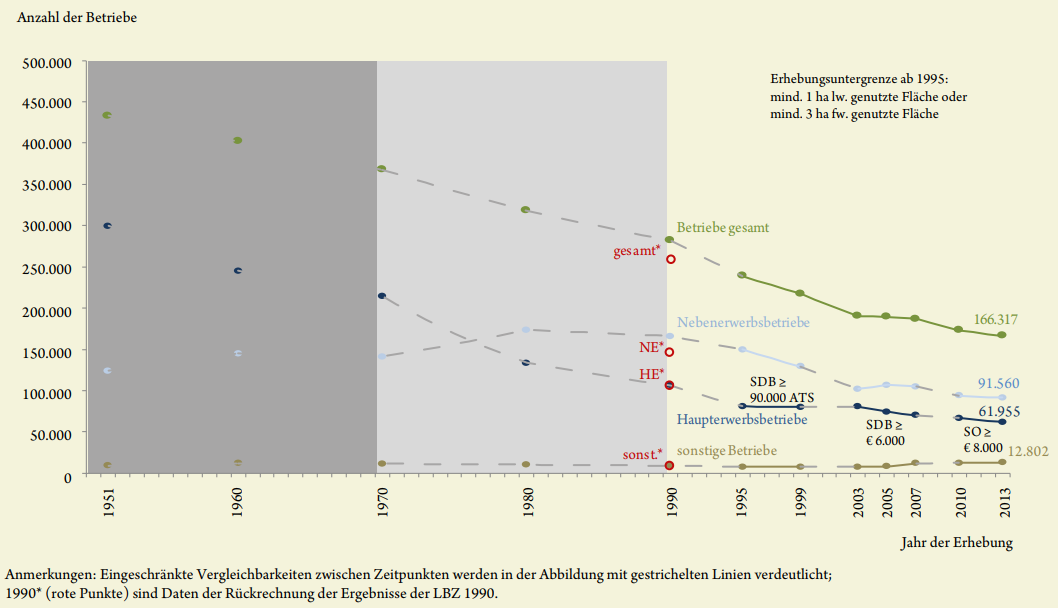 Anzahl der Betriebe
500.000
450.000
400.000
350.000
300.000
250.000
200.000
150.000
100.000
50.000
0
Erhebungsuntergrenze ab 1995:
mind. 1 ha lw. genutzte Fläche oder
mind. 3 ha fw. genutzte Fläche
Betriebe gesamt
gesamt*
166.317
Nebenerwerbsbetriebe
NE*
HE*
SDB ≥
90.000 ATS
91.560
61.955
Haupterwerbsbetriebe
SDB ≥
€ 6.000
SO ≥
€ 8.000
sonst.*
sonstige Betriebe
12.802
1951
1960
1970
1980
1990
1995
1999
2003
2005
2007
2010
2013
Jahr der Erhebung
Anmerkungen: Eingeschränkte Vergleichbarkeiten zwischen Zeitpunkten werden in der Abbildung mit gestrichelten Linien verdeutlicht;
1990* (rote Punkte) sind Daten der Rückrechnung der Ergebnisse der LBZ 1990.